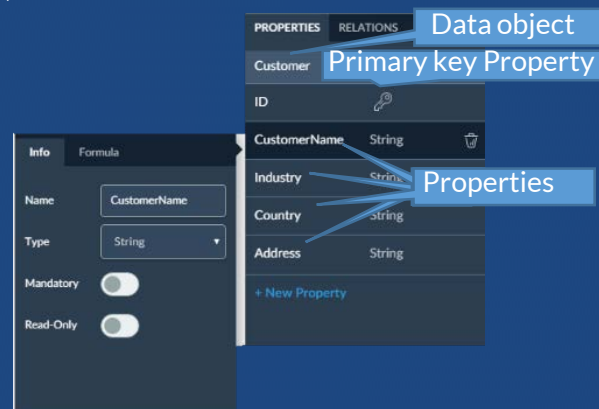 PROPERTIES RELATIONS
Data object
Customer
Primary key Property
ID
CustomerName String
Industry String
Properties
Country String
Address String
+ New Property
Info Formula
Name CustomerName
Type String
Mandatory
Read-Only